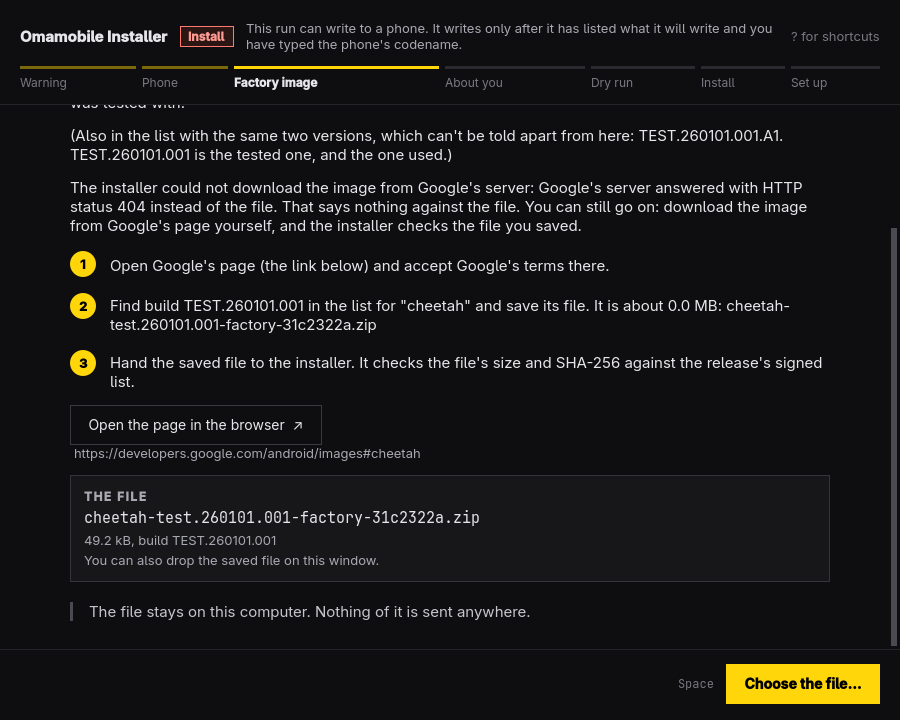 Omamobile Installer
Install
This run can write to a phone. It writes only after it has listed what it will write and you
have typed the phone's codename.
? for shortcuts
Warning
Phone
Factory image
About you
Dry run
Install
Set up
was tested with.
(Also in the list with the same two versions, which can't be told apart from here: TEST.260101.001.A1.
TEST.260101.001 is the tested one, and the one used.)
The installer could not download the image from Google's server: Google's server answered with HTTP
status 404 instead of the file. That says nothing against the file. You can still go on: download the image
from Google's page yourself, and the installer checks the file you saved.
1 Open Google's page (the link below) and accept Google's terms there.
2 Find build TEST.260101.001 in the list for "cheetah" and save its file. It is about 0.0 MB: cheetah-
test.260101.001-factory-31c2322a.zip
3 Hand the saved file to the installer. It checks the file's size and SHA-256 against the release's signed
list.
Open the page in the browser ↗
https://developers.google.com/android/images#cheetah
THE FILE
cheetah-test.260101.001-factory-31c2322a.zip
49.2 kB, build TEST.260101.001
You can also drop the saved file on this window.
The file stays on this computer. Nothing of it is sent anywhere.
Space
Choose the file...